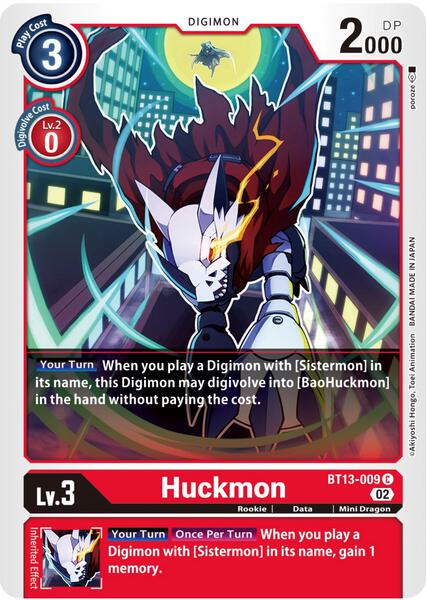 DIGIMON
Play Cost
3
DP
2000
Digivolve Cost
Lv.2
0
poroze
©Akiyoshi Hongo, Toei Animation BANDAI MADE IN JAPAN
Your Turn When you play a Digimon with [Sistermon] in
its name, this Digimon may digivolve into [BaoHuckmon]
in the hand without paying the cost.
BT13-009 C
Lv.3
Huckmon
02
Rookie | Data | Mini Dragon
Inherited Effect
Your Turn Once Per Turn When you play a
Digimon with [Sistermon] in its name, gain 1
memory.